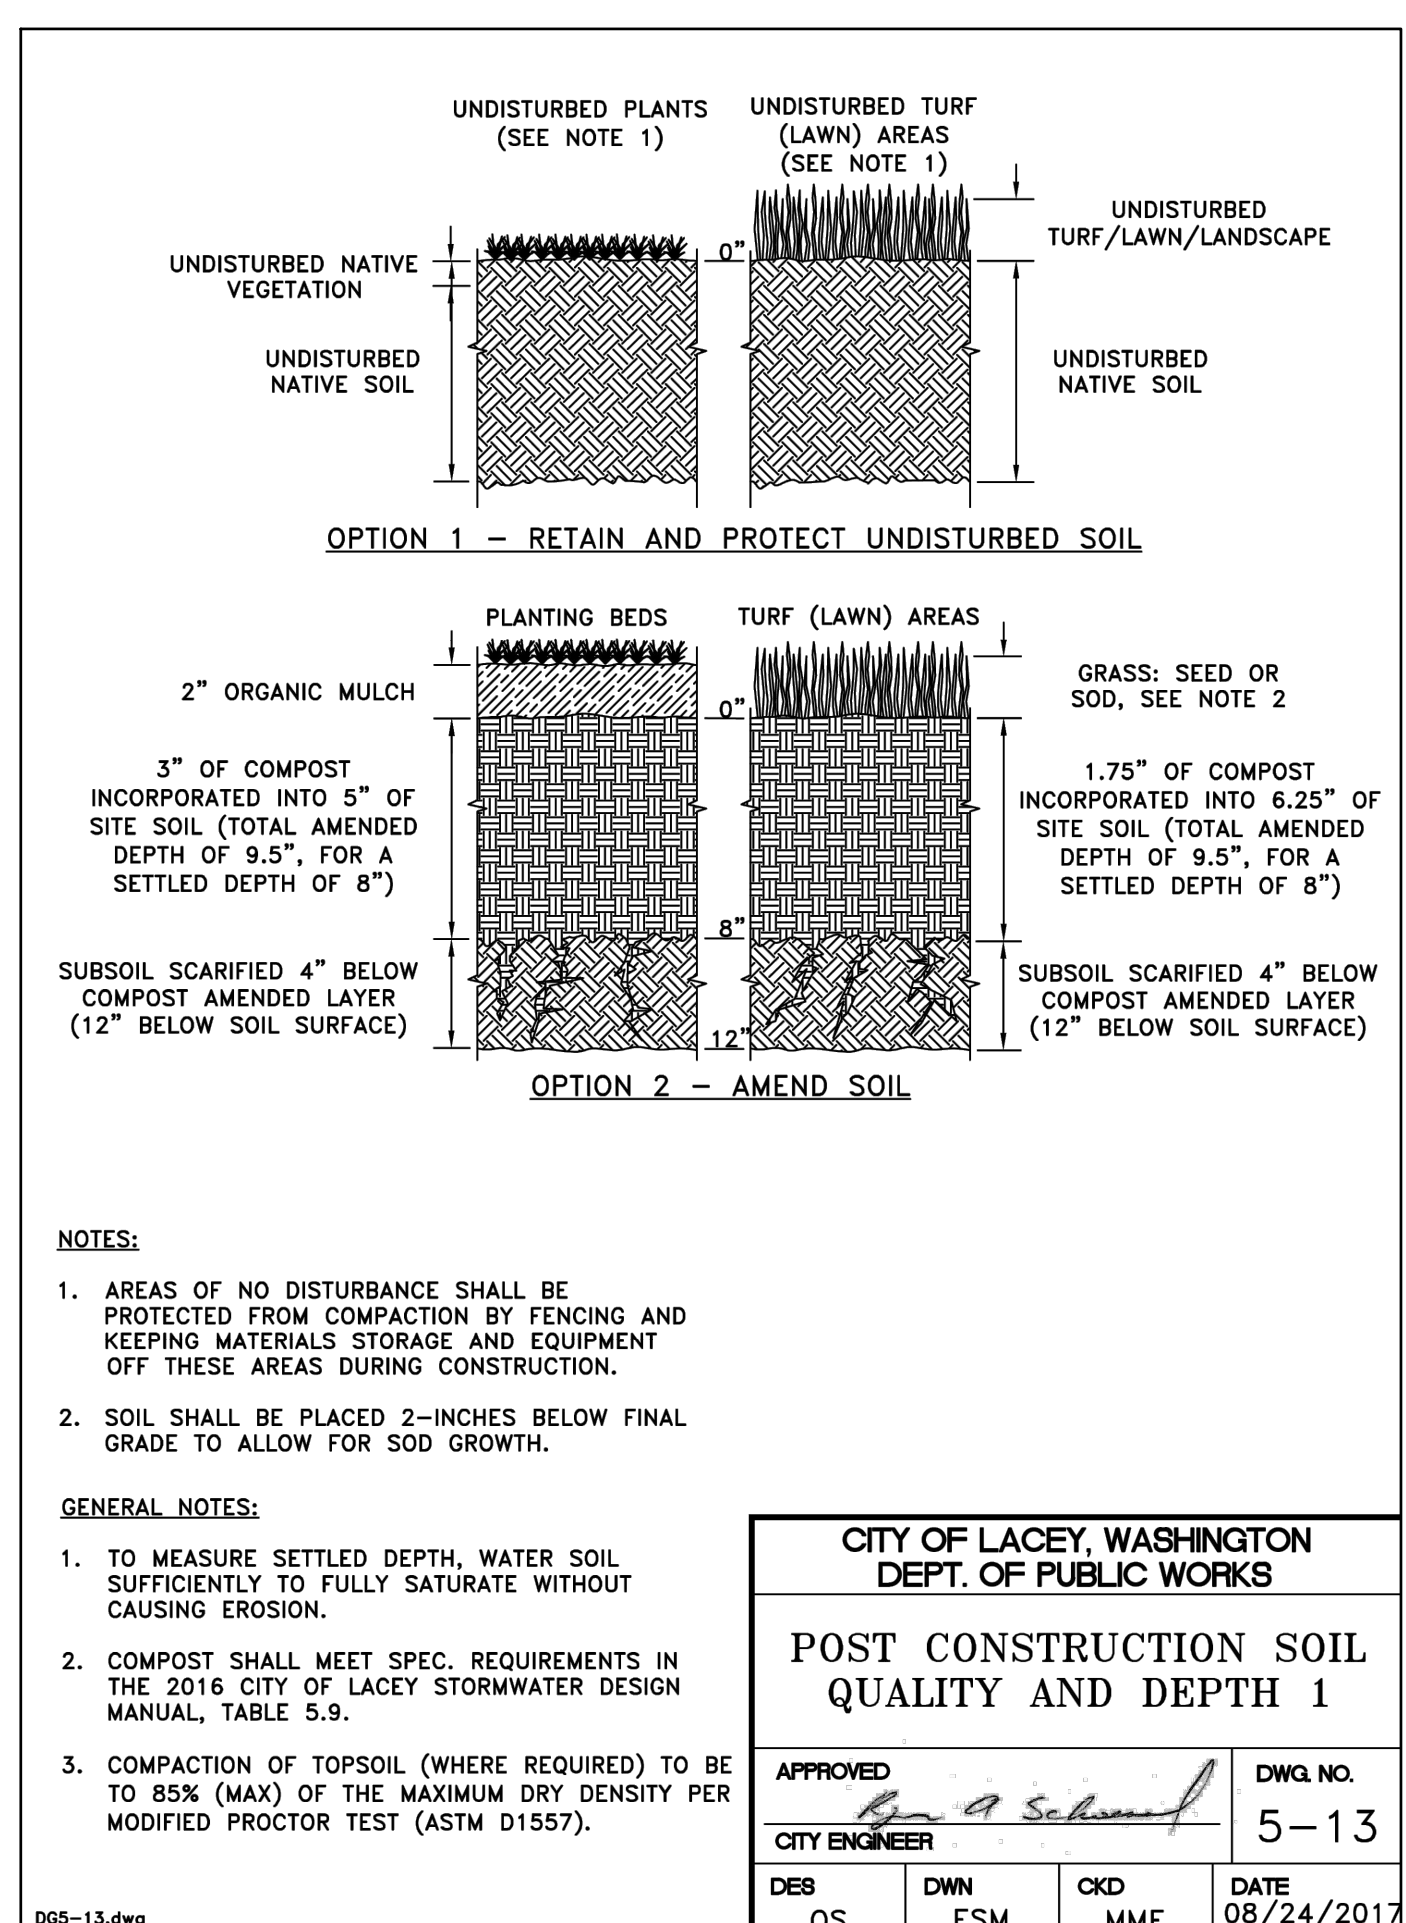 UNDISTURBED PLANTS
(SEE NOTE 1)
UNDISTURBED TURF
(LAWN) AREAS
(SEE NOTE 1)
UNDISTURBED
TURF/LAWN/LANDSCAPE
0"
UNDISTURBED NATIVE
VEGETATION
UNDISTURBED
NATIVE SOIL
UNDISTURBED
NATIVE SOIL
OPTION 1 – RETAIN AND PROTECT UNDISTURBED SOIL
PLANTING BEDS
TURF (LAWN) AREAS
2" ORGANIC MULCH
0"
GRASS: SEED OR
SOD, SEE NOTE 2
3" OF COMPOST
INCORPORATED INTO 5" OF
SITE SOIL (TOTAL AMENDED
DEPTH OF 9.5", FOR A
SETTLED DEPTH OF 8")
1.75" OF COMPOST
INCORPORATED INTO 6.25" OF
SITE SOIL (TOTAL AMENDED
DEPTH OF 9.5", FOR A
SETTLED DEPTH OF 8")
8"
SUBSOIL SCARIFIED 4" BELOW
COMPOST AMENDED LAYER
(12" BELOW SOIL SURFACE)
SUBSOIL SCARIFIED 4" BELOW
COMPOST AMENDED LAYER
(12" BELOW SOIL SURFACE)
12"
OPTION 2 – AMEND SOIL
NOTES:
1. AREAS OF NO DISTURBANCE SHALL BE
PROTECTED FROM COMPACTION BY FENCING AND
KEEPING MATERIALS STORAGE AND EQUIPMENT
OFF THESE AREAS DURING CONSTRUCTION.
2. SOIL SHALL BE PLACED 2–INCHES BELOW FINAL
GRADE TO ALLOW FOR SOD GROWTH.
GENERAL NOTES:
1. TO MEASURE SETTLED DEPTH, WATER SOIL
SUFFICIENTLY TO FULLY SATURATE WITHOUT
CAUSING EROSION.
2. COMPOST SHALL MEET SPEC. REQUIREMENTS IN
THE 2016 CITY OF LACEY STORMWATER DESIGN
MANUAL, TABLE 5.9.
3. COMPACTION OF TOPSOIL (WHERE REQUIRED) TO BE
TO 85% (MAX) OF THE MAXIMUM DRY DENSITY PER
MODIFIED PROCTOR TEST (ASTM D1557).
DG5–13.dwg
CITY OF LACEY, WASHINGTON
DEPT. OF PUBLIC WORKS
POST CONSTRUCTION SOIL
QUALITY AND DEPTH 1
APPROVED
CITY ENGINEER
DWG. NO.
5–13
DES
DWN
CKD
DATE
08/24/2017